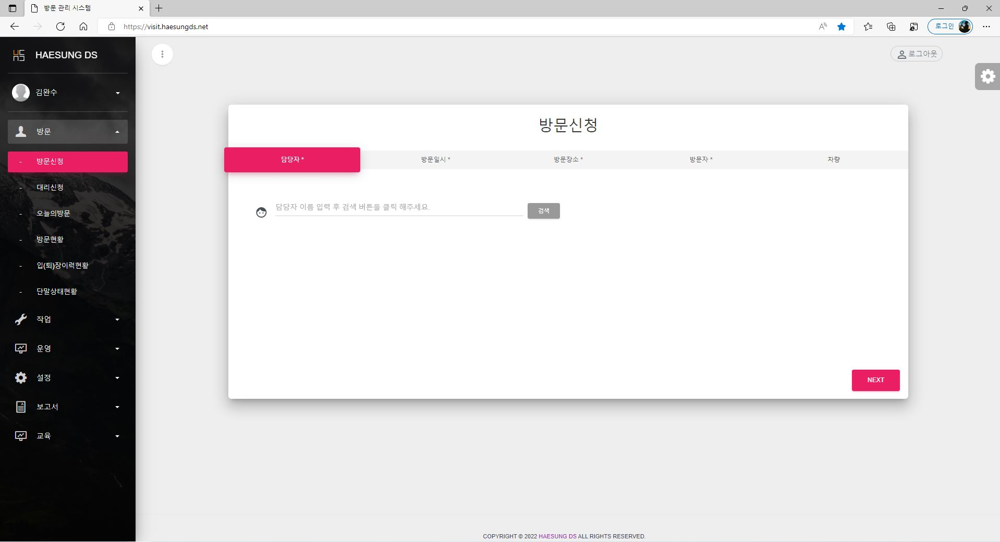 방문 관리 시스템
https://visit.haesungds.net
로그인
HAESUNG DS
로그아웃
김완수
방문
- 방문신청
- 대리신청
- 오늘의방문
- 방문현황
- 입(퇴)장이력현황
- 단말상태현황
작업
운영
설정
보고서
교육
방문신청
담당자 *
방문일시 *
방문장소 *
방문자 *
차량
담당자 이름 입력 후 검색 버튼을 클릭 해주세요.
검색
NEXT
COPYRIGHT © 2022 HAESUNG DS ALL RIGHTS RESERVED.